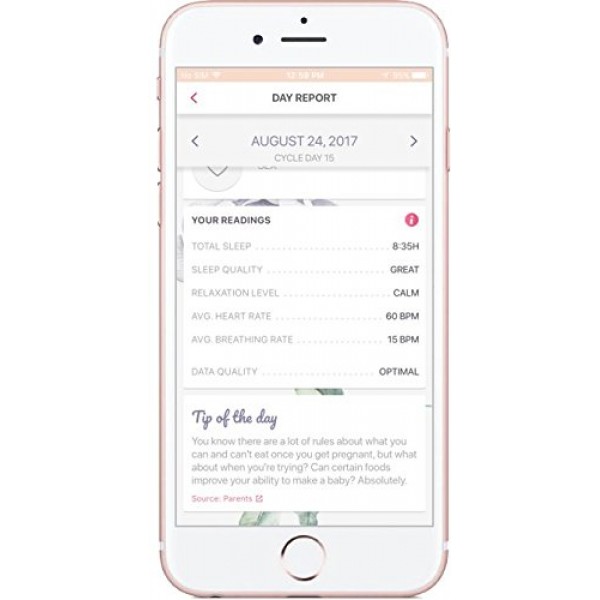 No SIM 12:58 PM 95%
DAY REPORT
AUGUST 24, 2017
CYCLE DAY 15
YOUR READINGS
TOTAL SLEEP 8:35H
SLEEP QUALITY GREAT
RELAXATION LEVEL CALM
AVG. HEART RATE 60 BPM
AVG. BREATHING RATE 15 BPM
DATA QUALITY OPTIMAL
Tip of the day
You know there are a lot of rules about what you
can and can't eat once you get pregnant, but what
about when you're trying? Can certain foods
improve your ability to make a baby? Absolutely.
Source: Parents